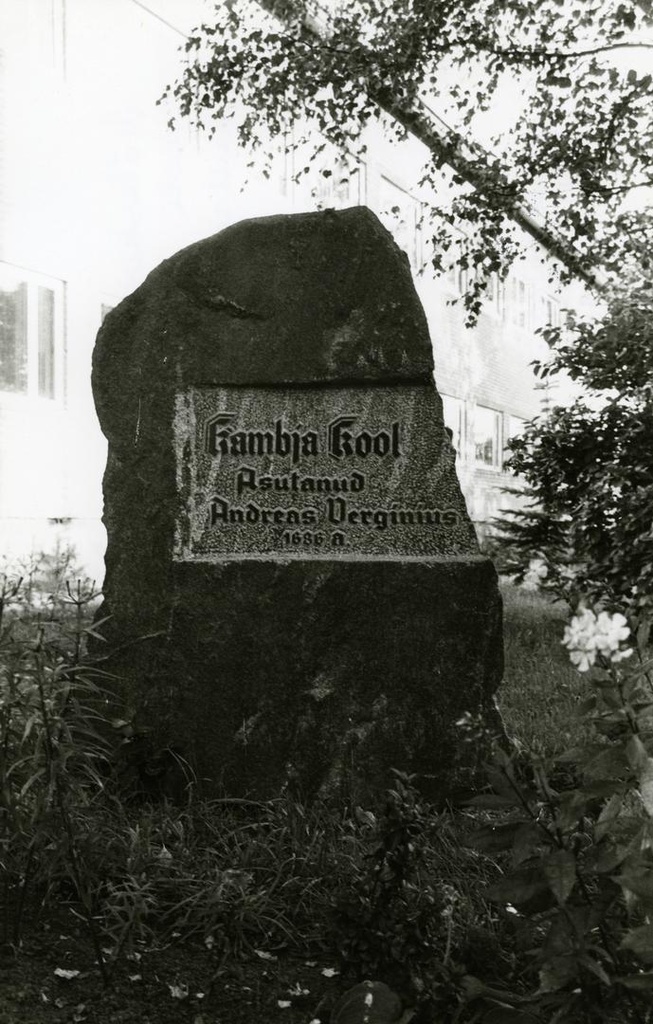 Kambja Kool
Asutanud
Andreas Verginius
1686 a.